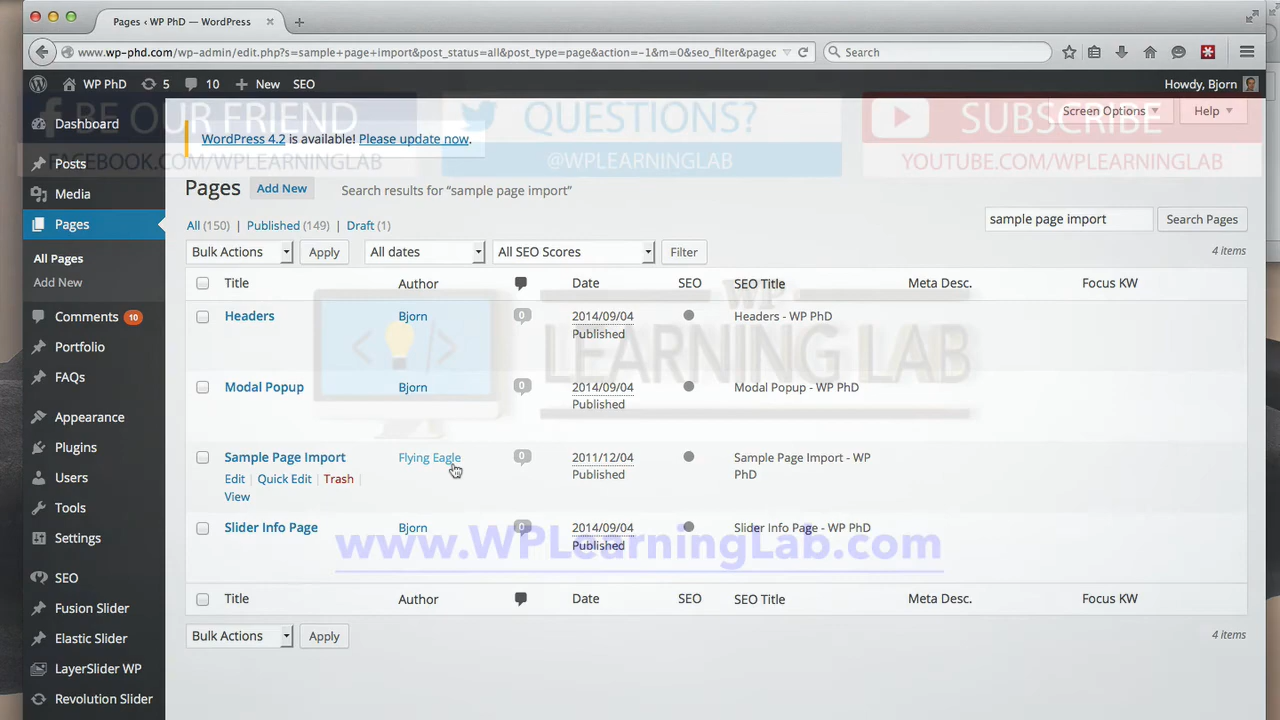 Pages ‹ WP PhD — WordPress
www.wp-phd.com/wp-admin/edit.php?s=sample+page+import&post_status=all&post_type=page&action=-1&m=0&seo_filter&pagec
Search
WP PhD 5 10 New SEO Howdy, Bjorn
BE OUR FRIEND QUESTIONS? SUBSCRIBE
FACEBOOK.COM/WPLEARNINGLAB @WPLEARNINGLAB YOUTUBE.COM/WPLEARNINGLAB
Screen Options Help
WordPress 4.2 is available! Please update now.
Dashboard
Posts
Media
Pages
All Pages
Add New
Comments 10
Portfolio
FAQs
Appearance
Plugins
Users
Tools
Settings
SEO
Fusion Slider
Elastic Slider
LayerSlider WP
Revolution Slider
Pages Add New Search results for “sample page import”
All (150) | Published (149) | Draft (1)
sample page import Search Pages
Bulk Actions Apply All dates All SEO Scores Filter 4 items
Title Author Date SEO SEO Title Meta Desc. Focus KW
Headers Bjorn 0 2014/09/04 Headers - WP PhD
Published
WP
LEARNING LAB
Modal Popup Bjorn 0 2014/09/04 Modal Popup - WP PhD
Published
Sample Page Import Flying Eagle 0 2011/12/04 Sample Page Import - WP
Edit | Quick Edit | Trash | Published PhD
View
Slider Info Page Bjorn 0 2014/09/04 Slider Info Page - WP PhD
Published
www.WPLearningLab.com
Title Author Date SEO SEO Title Meta Desc. Focus KW
Bulk Actions Apply 4 items